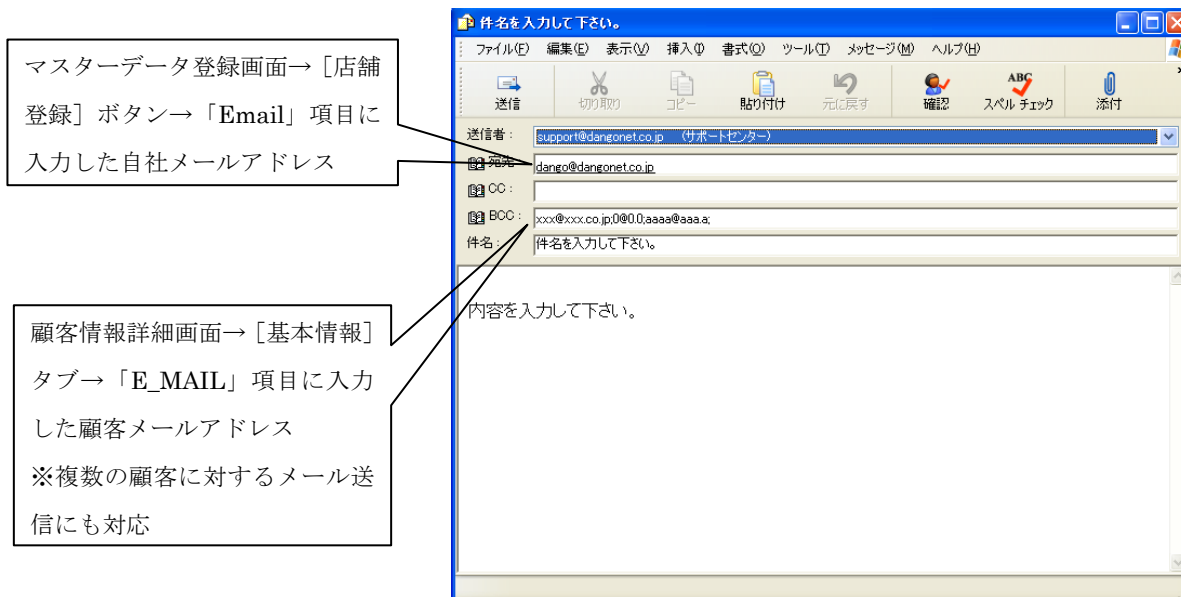 件名を入力して下さい。
ファイル(F) 編集(E) 表示(V) 挿入(I) 書式(O) ツール(T) メッセージ(M) ヘルプ(H)
送信 切り取り コピー 貼り付け 元に戻す 確認 スペル チェック 添付
ABC
マスターデータ登録画面→［店舗
登録］ボタン→「Email」項目に
入力した自社メールアドレス
送信者： support@dangonet.co.jp （サポートセンター）
宛先 dango@dangonet.co.jp
CC：
BCC： xxx@xxx.co.jp;0@0.0;aaaa@aaa.a;
件名： 件名を入力して下さい。
内容を入力して下さい。
顧客情報詳細画面→［基本情報］
タブ→「E_MAIL」項目に入力
した顧客メールアドレス
※複数の顧客に対するメール送
信にも対応